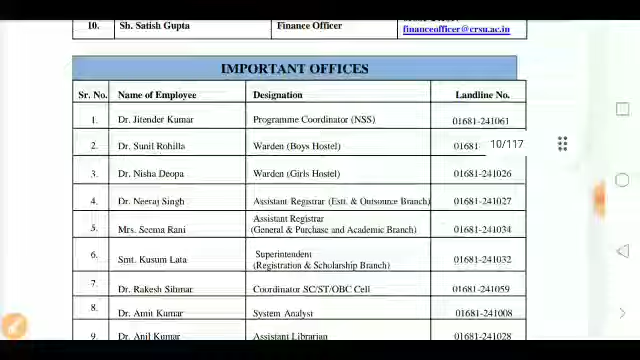 10. Sh. Satish Gupta Finance Officer financeofficer@crsu.ac.in
IMPORTANT OFFICES
Sr. No. Name of Employee Designation Landline No.
1. Dr. Jitender Kumar Programme Coordinator (NSS) 01681-241061
2. Dr. Sunil Rohilla Warden (Boys Hostel) 01681 10/117
3. Dr. Nisha Deopa Warden (Girls Hostel) 01681-241026
4. Dr. Neeraj Singh Assistant Registrar (Estt. & Outsource Branch) 01681-241027
Assistant Registrar
5. Mrs. Seema Rani (General & Purchase and Academic Branch) 01681-241034
6. Superintendent
Smt. Kusum Lata (Registration & Scholarship Branch) 01681-241032
7. Dr. Rakesh Sihmar Coordinator SC/ST/OBC Cell 01681-241059
8. Dr. Amit Kumar System Analyst 01681-241008
9. Dr. Anil Kumar Assistant Librarian 01681-241028